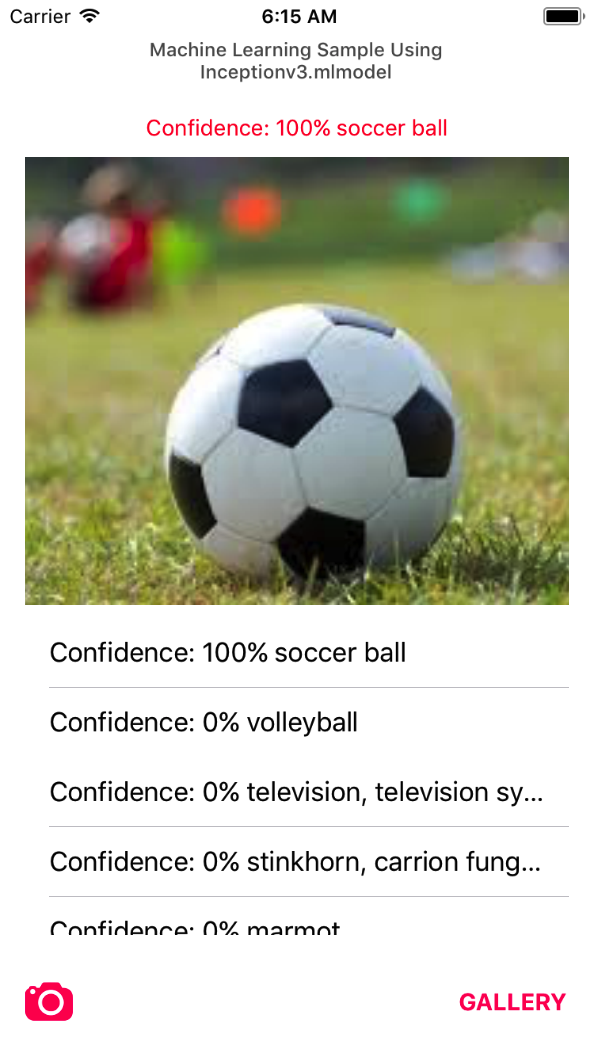 Carrier 6:15 AM
Machine Learning Sample Using
Inceptionv3.mlmodel
Confidence: 100% soccer ball
Confidence: 100% soccer ball
Confidence: 0% volleyball
Confidence: 0% television, television sy...
Confidence: 0% stinkhorn, carrion fung...
Confidence: 0% marmot
GALLERY